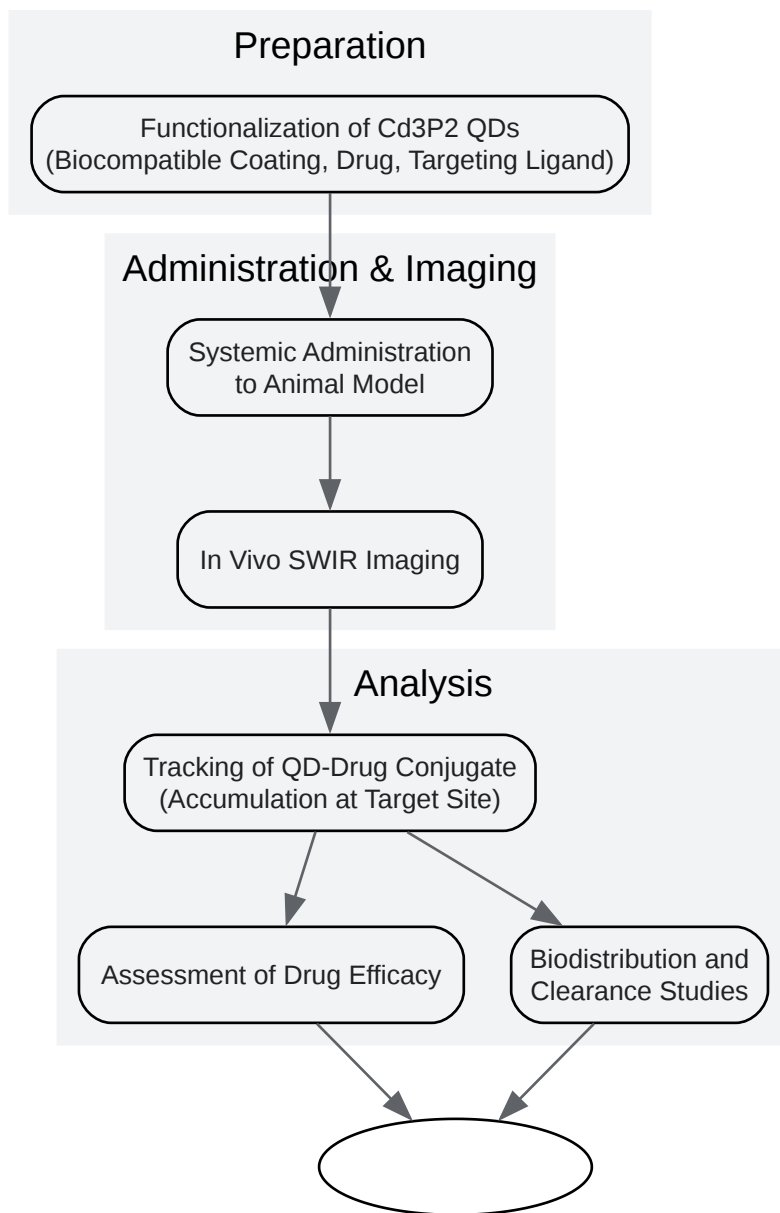 Preparation
Functionalization of Cd3P2 QDs
(Biocompatible Coating, Drug, Targeting Ligand)
Administration & Imaging
Systemic Administration
to Animal Model
In Vivo SWIR Imaging
Analysis
Tracking of QD-Drug Conjugate
(Accumulation at Target Site)
Assessment of Drug Efficacy
Biodistribution and
Clearance Studies